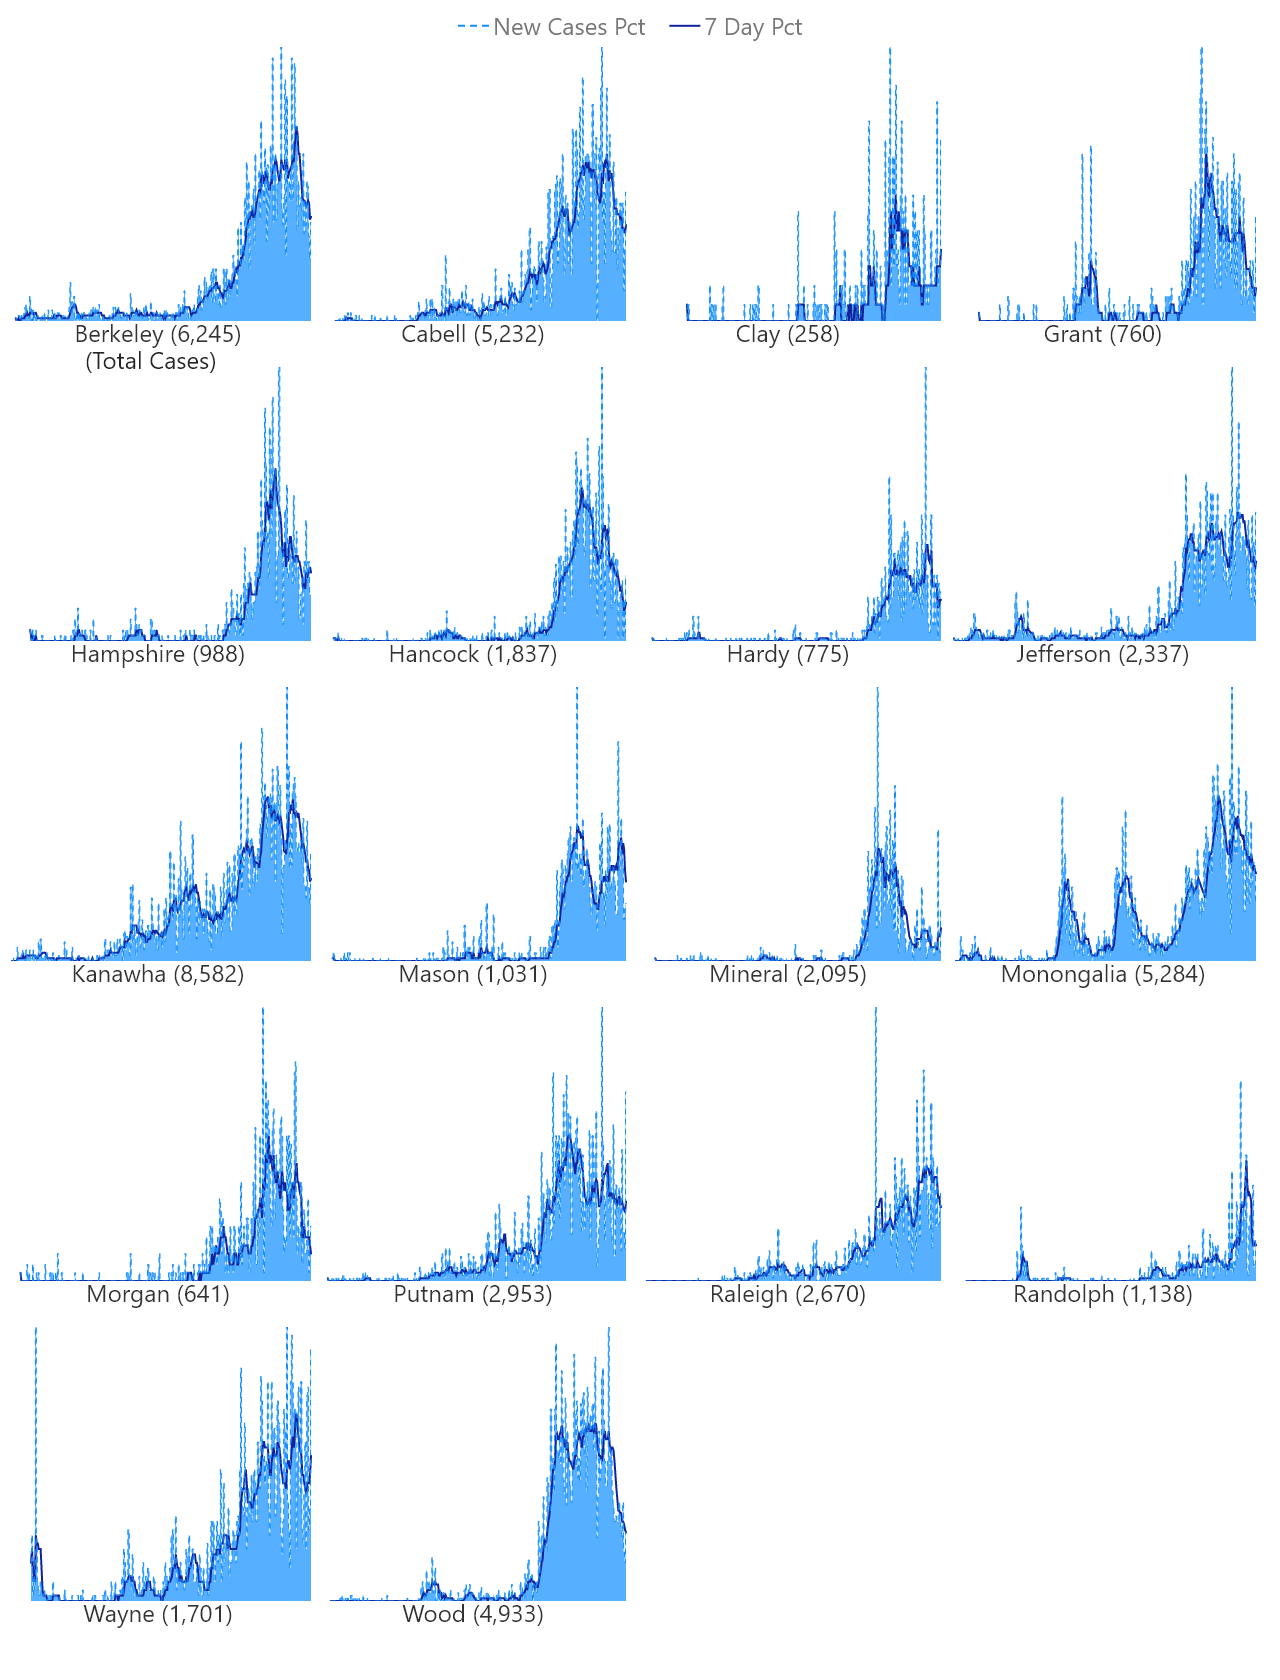 New Cases Pct 7 Day Pct
Berkeley (6,245) Cabell (5,232) Clay (258) Grant (760)
(Total Cases)
Hampshire (988) Hancock (1,837) Hardy (775) Jefferson (2,337)
Kanawha (8,582) Mason (1,031) Mineral (2,095) Monongalia (5,284)
Morgan (641) Putnam (2,953) Raleigh (2,670) Randolph (1,138)
Wayne (1,701) Wood (4,933)